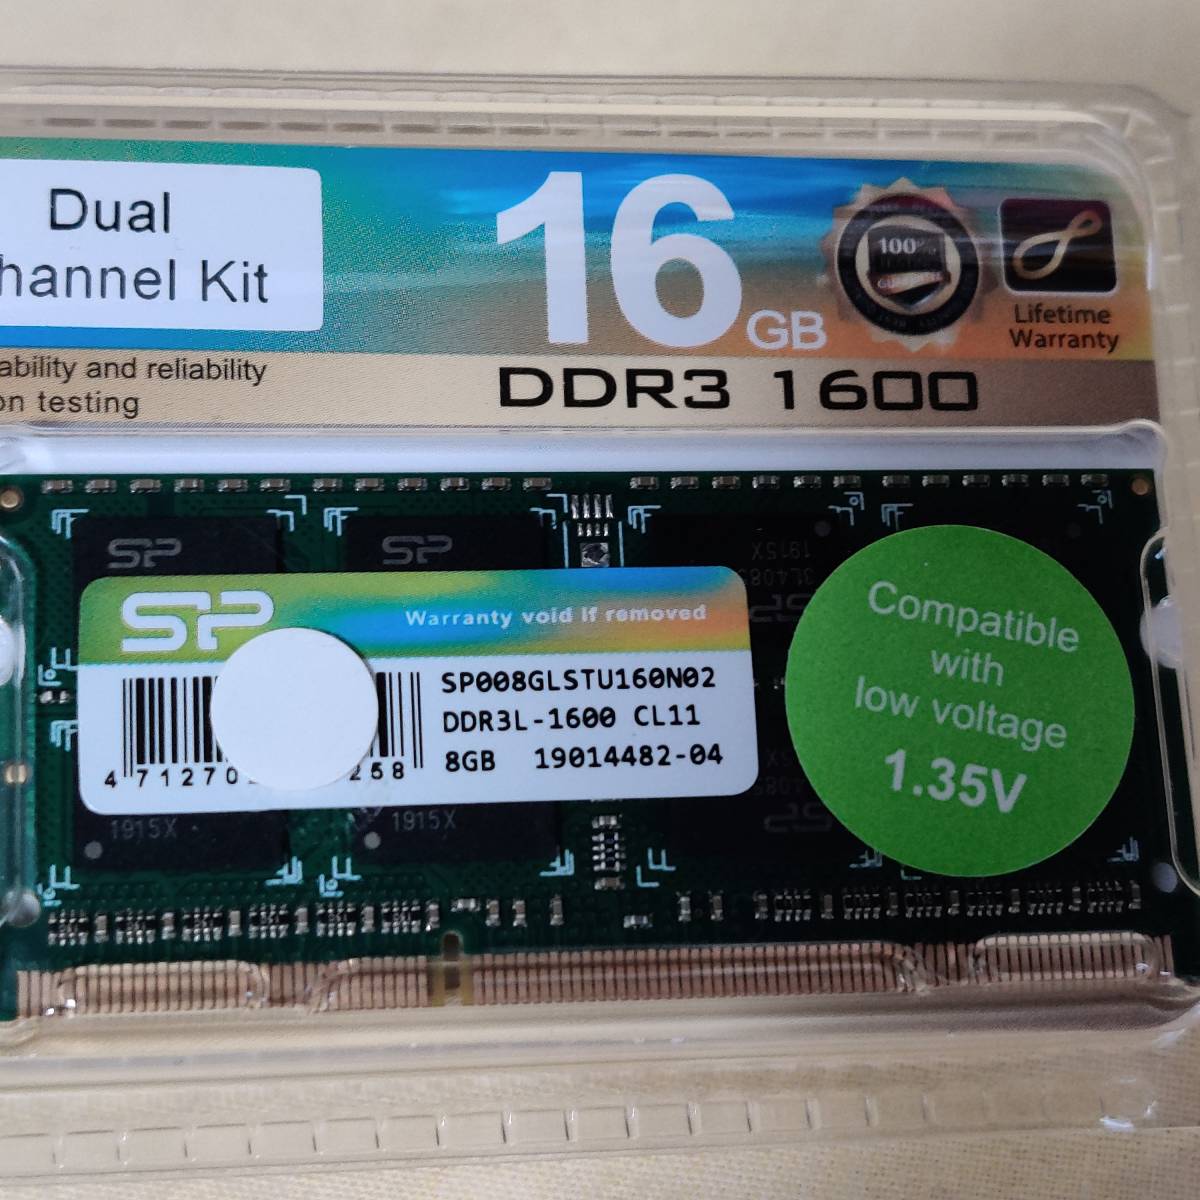 Dual
hannel Kit
ability and reliability
on testing
16
GB
DDR3 1600
100%
Lifetime
Warranty
SP
SP
1915X
SP
Warranty void if removed
SP008GLSTU160N02
DDR3L-1600 CL11
8GB 19014482-04
4 71270
258
Compatible
with
low voltage
1.35V
1915X
1915X
SP